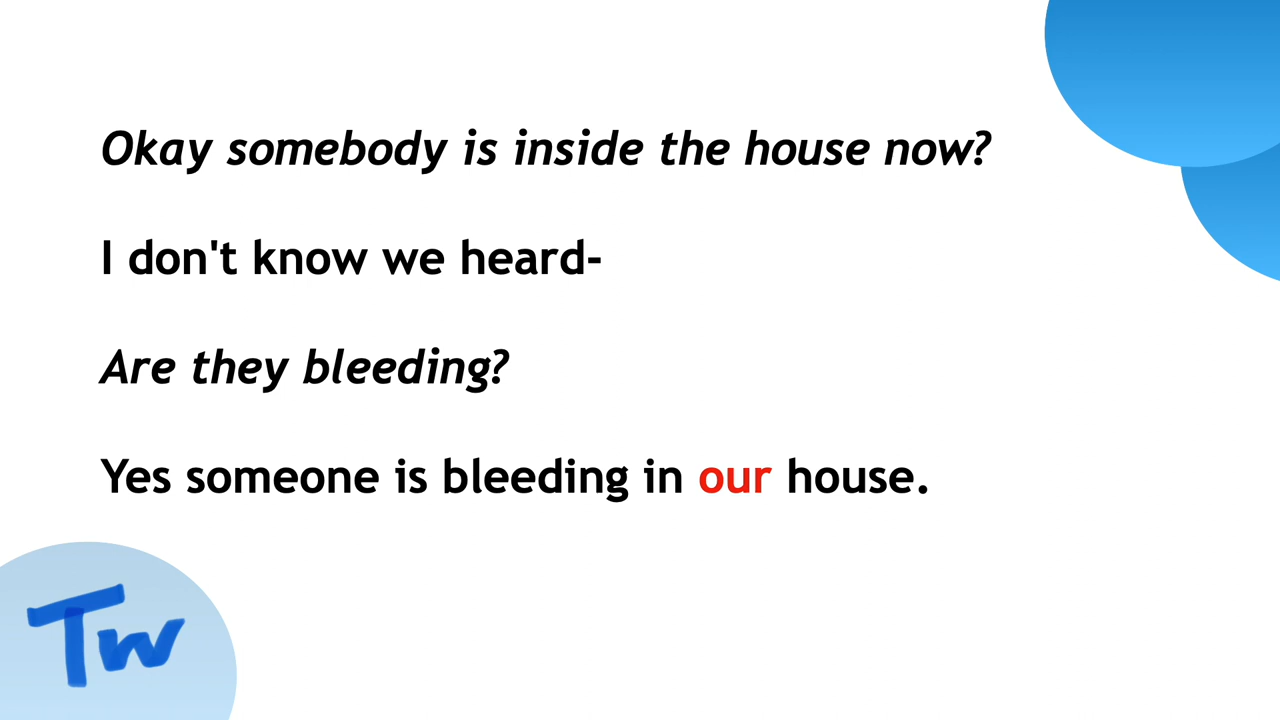 Okay somebody is inside the house now?
I don't know we heard-
Are they bleeding?
Yes someone is bleeding in our house.
Tw